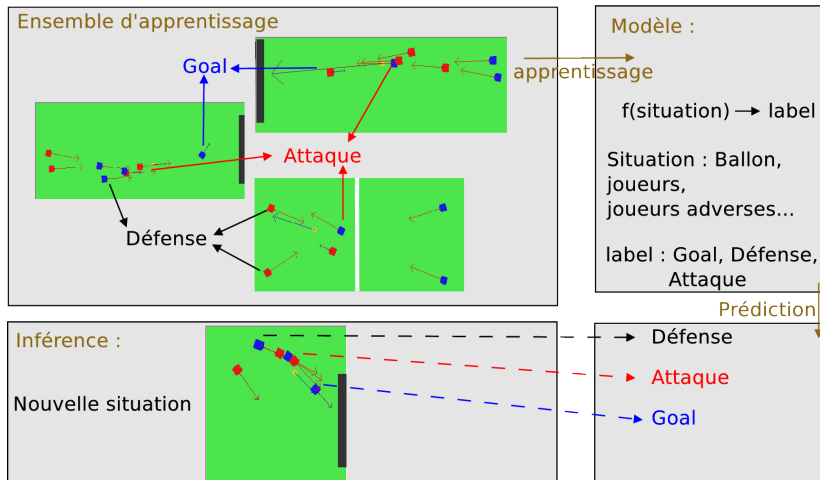 Ensemble d'apprentissage
Goal
Attaque
Défense
apprentissage
Modèle :
f(situation) → label
Situation : Ballon,
joueurs,
joueurs adverses...
label : Goal, Défense,
Attaque
Prédiction
Inférence :
Nouvelle situation
Défense
Attaque
Goal